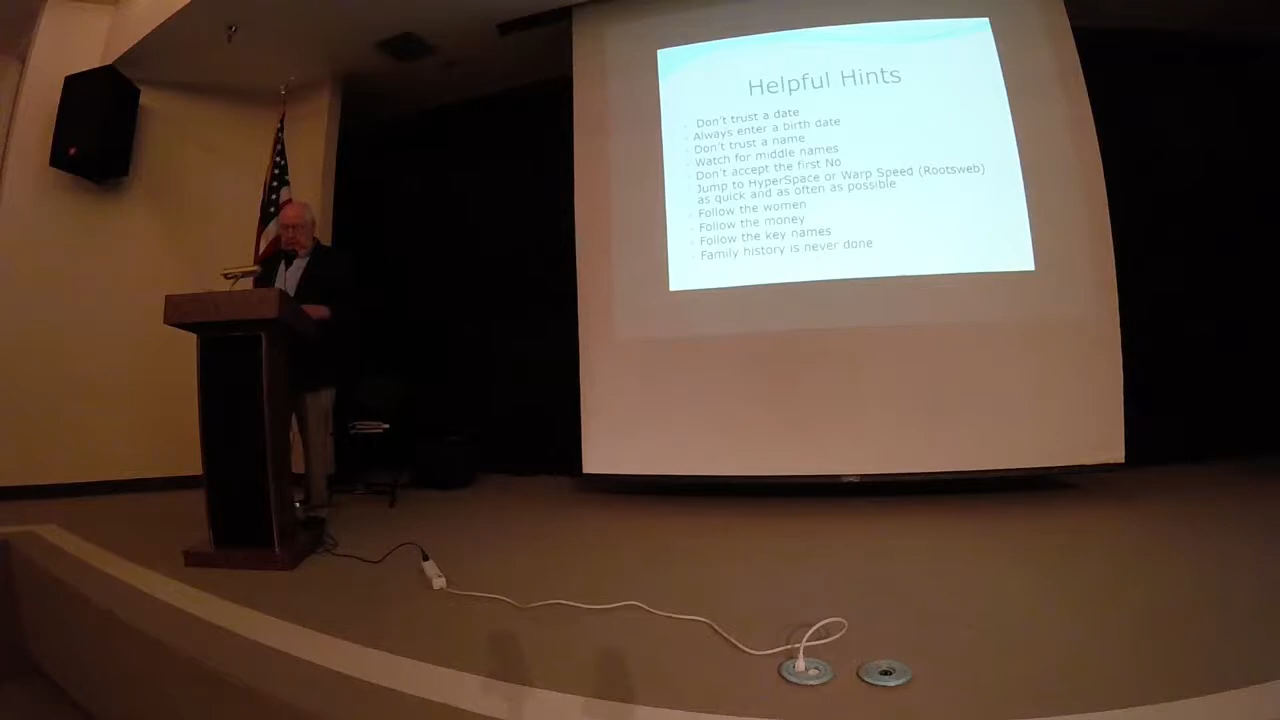 Helpful Hints
Don't trust a date
Always enter a birth date
Don't trust a name
Watch for middle names
Don't accept the first No
Jump to HyperSpace or Warp Speed (Rootsweb)
as quick and as often as possible
Follow the women
Follow the money
Follow the key names
Family history is never done